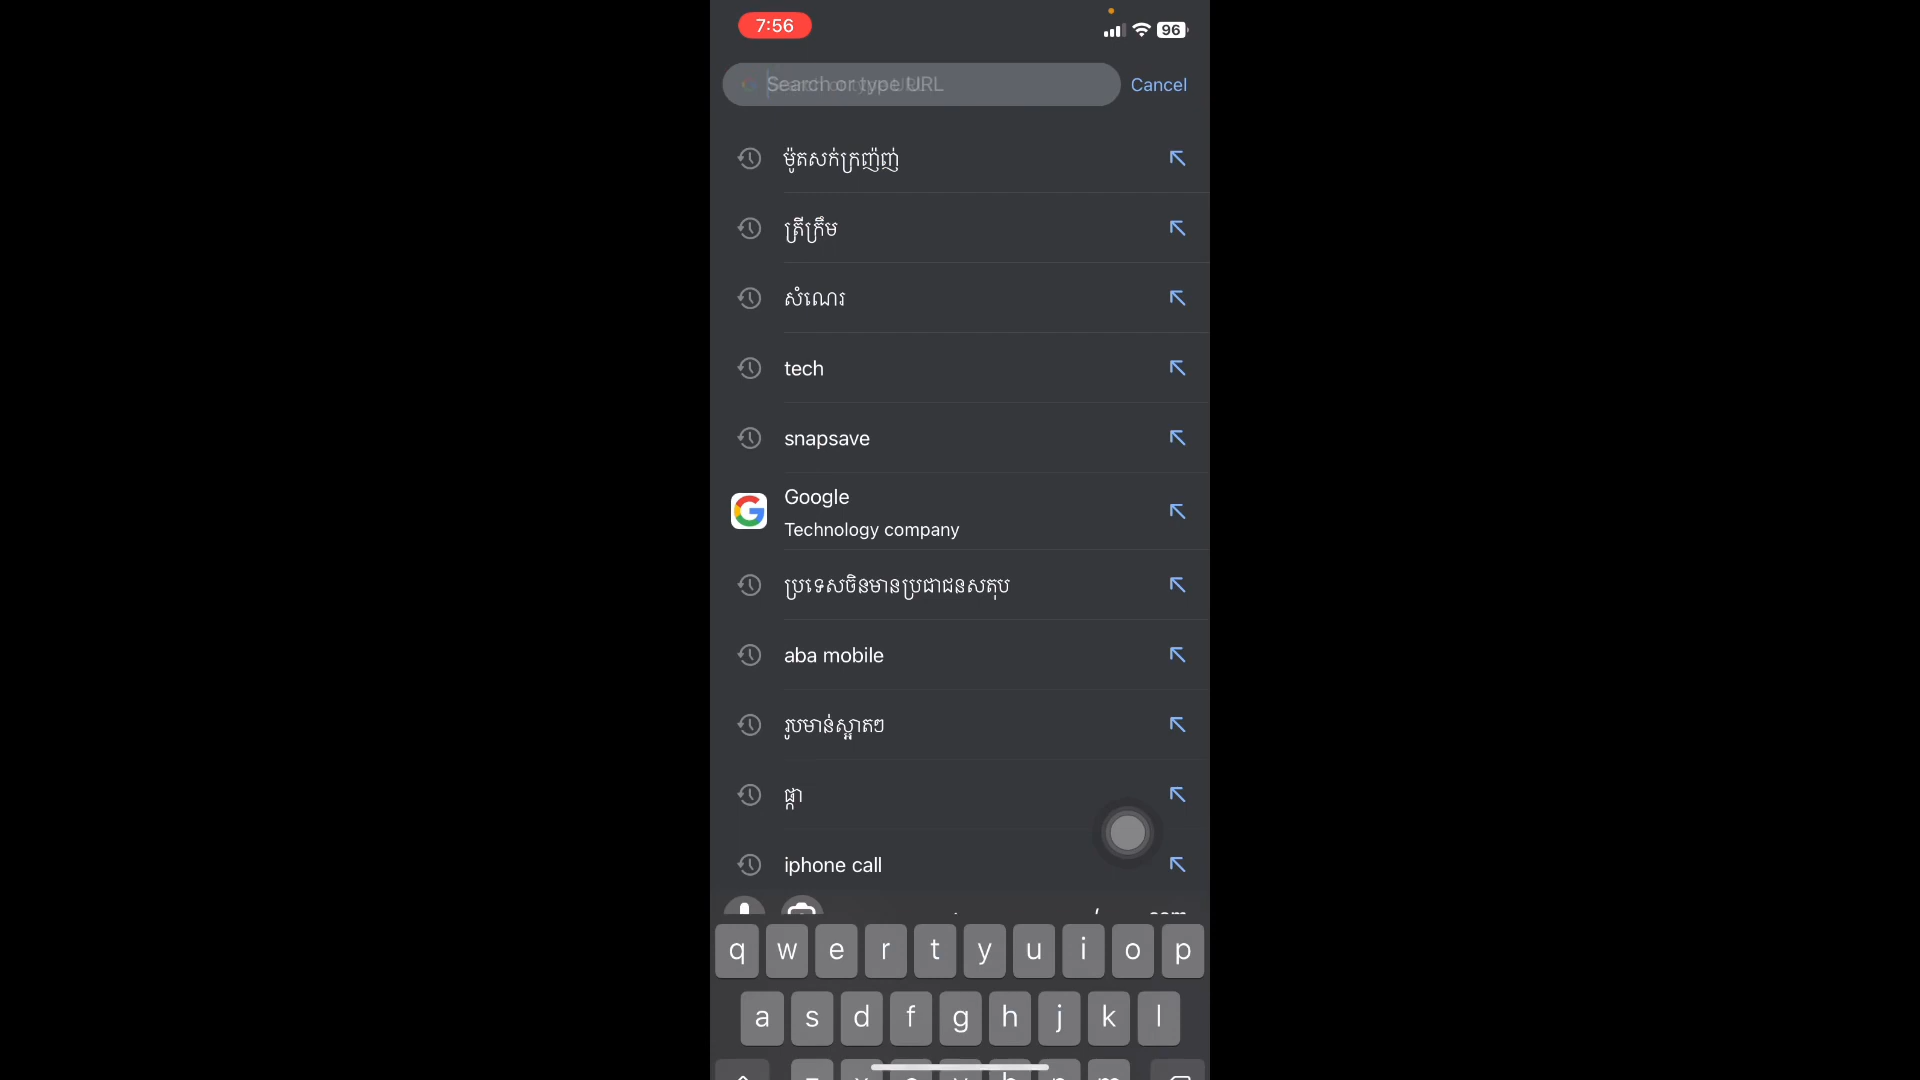 7:56
96
Search or type URL
Cancel
ម៉ូតសក់ក្រញ៉ាញ់
ត្រីក្រឹម
សំណេរ
tech
snapsave
Google
Technology company
ប្រទេសចិនមានប្រជាជនសតុប
aba mobile
រូបមាន់ស្អាតៗ
ផ្កា
iphone call
q w e r t y u i o p
a s d f g h j k l